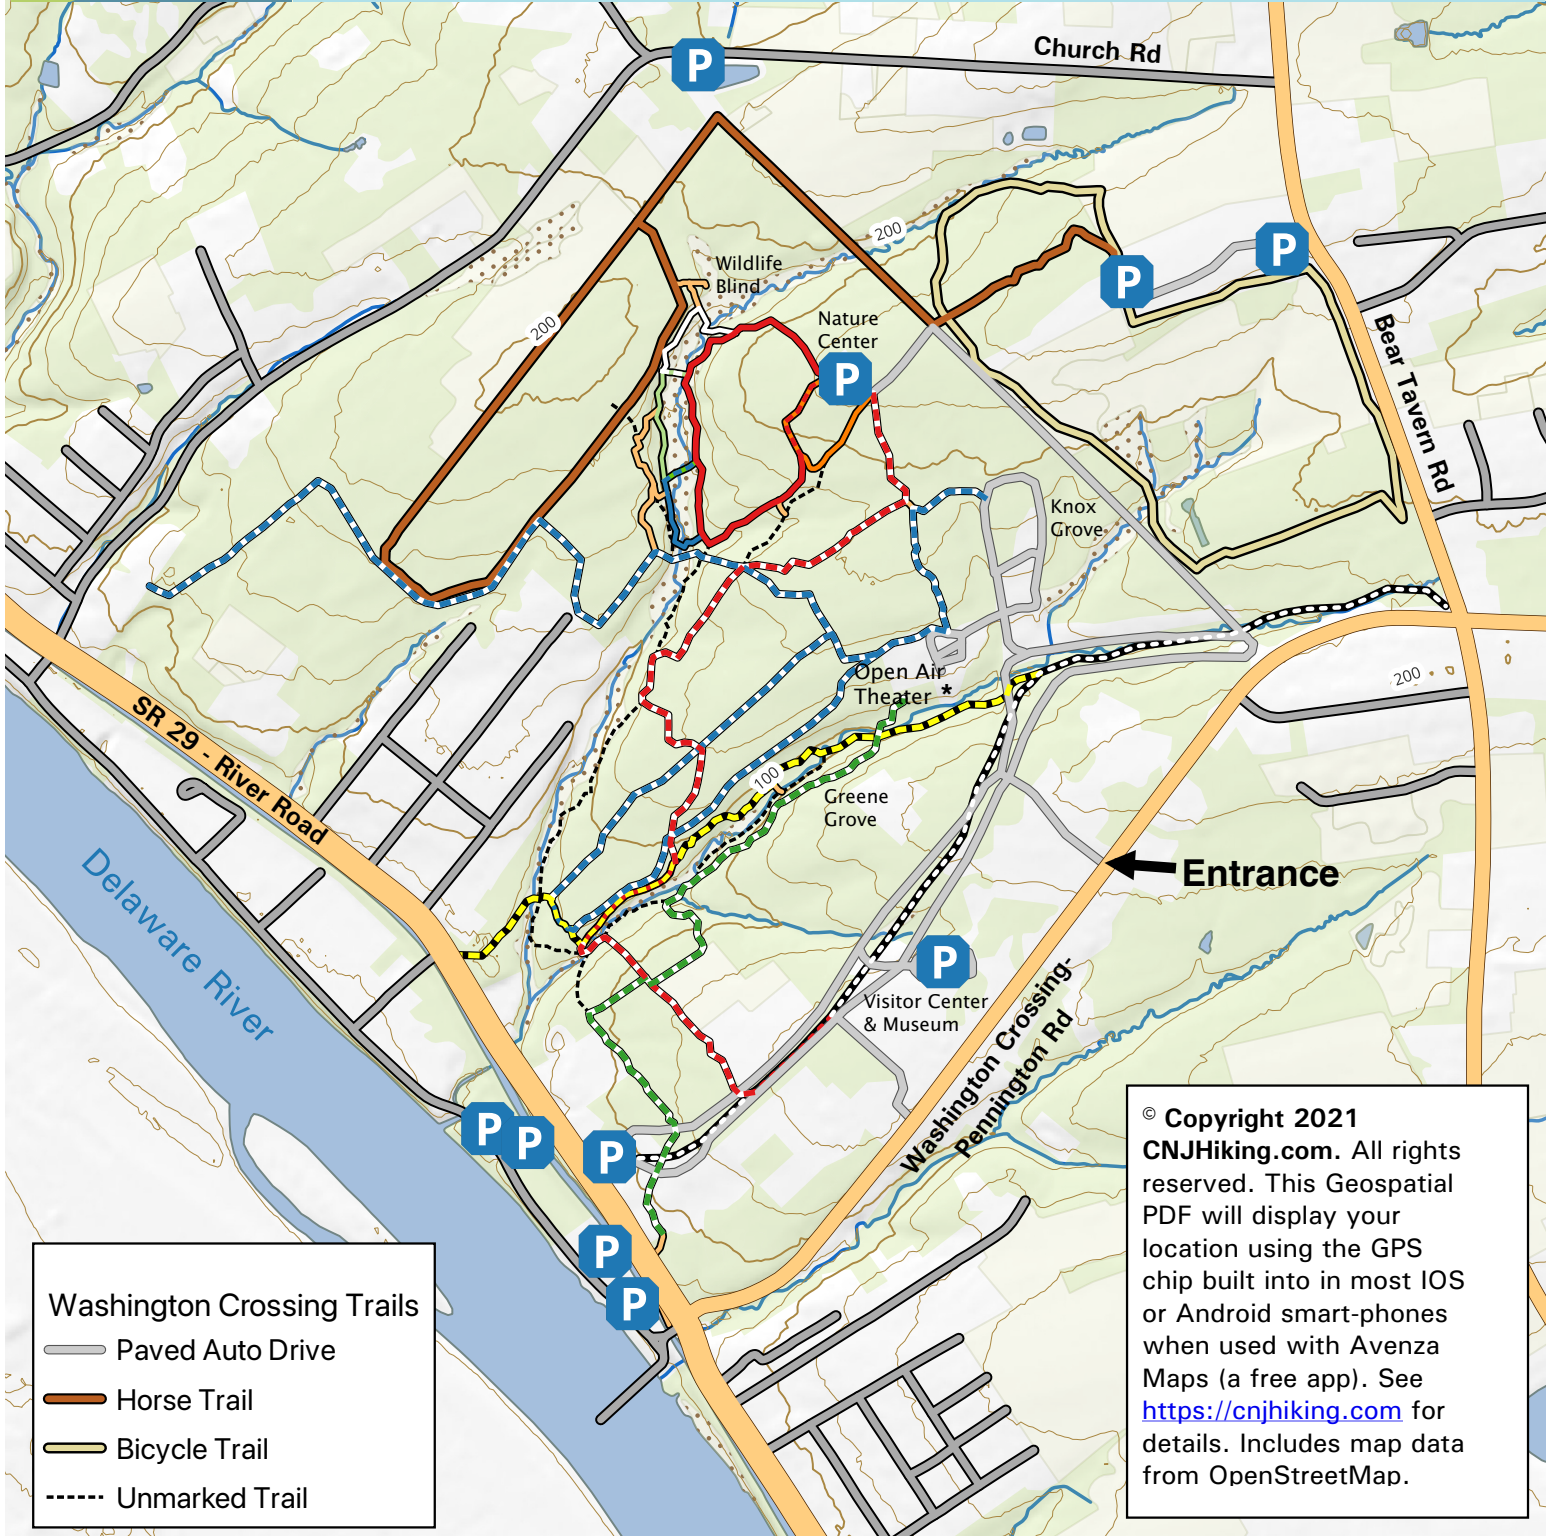 P
Church Rd
200
P
Wildlife
Blind
P
200
Nature
Center
P
Bear Tavern Rd
Knox
Grove
Open Air
Theater *
200
SR 29 - River Road
100
Greene
Grove
Entrance
Delaware River
P
Visitor Center
& Museum
Washington Crossing-
Pennington Rd
P
P
P
P
P
Washington Crossing Trails
Paved Auto Drive
Horse Trail
Bicycle Trail
Unmarked Trail
© Copyright 2021
CNJHiking.com. All rights
reserved. This Geospatial
PDF will display your
location using the GPS
chip built into in most IOS
or Android smart-phones
when used with Avenza
Maps (a free app). See
https://cnjhiking.com for
details. Includes map data
from OpenStreetMap.